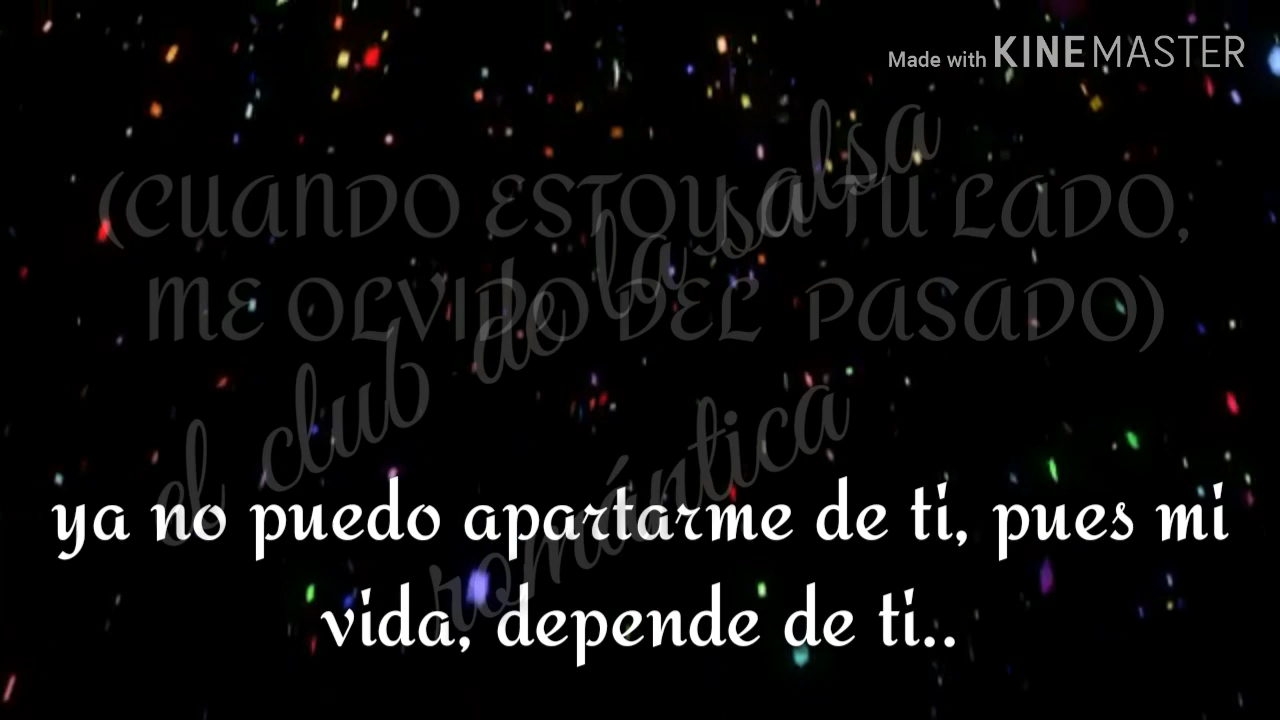 Made with KINEMASTER
(CUANDO ESTOY A TU LADO,
ME OLVIDO DEL PASADO)
el club de la salsa
romántica
ya no puedo apartarme de ti, pues mi
vida, depende de ti..